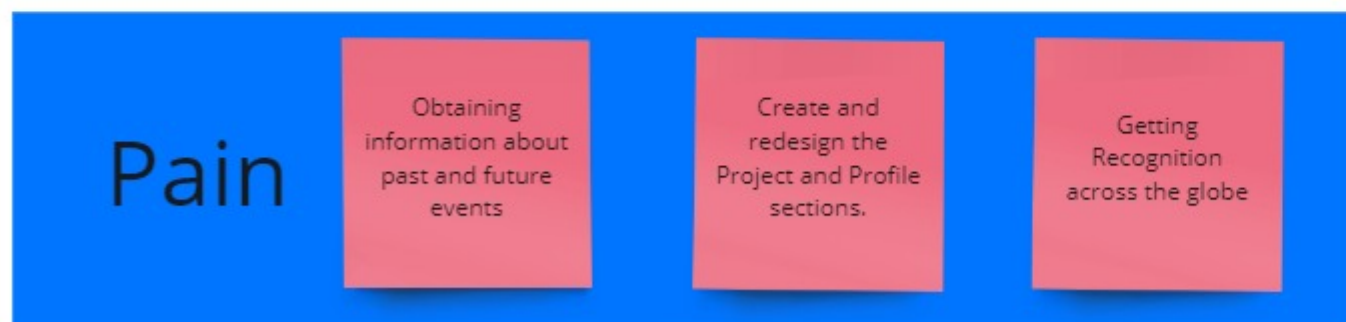 Pain
Obtaining
information about
past and future
events
Create and
redesign the
Project and Profile
sections.
Getting
Recognition
across the globe